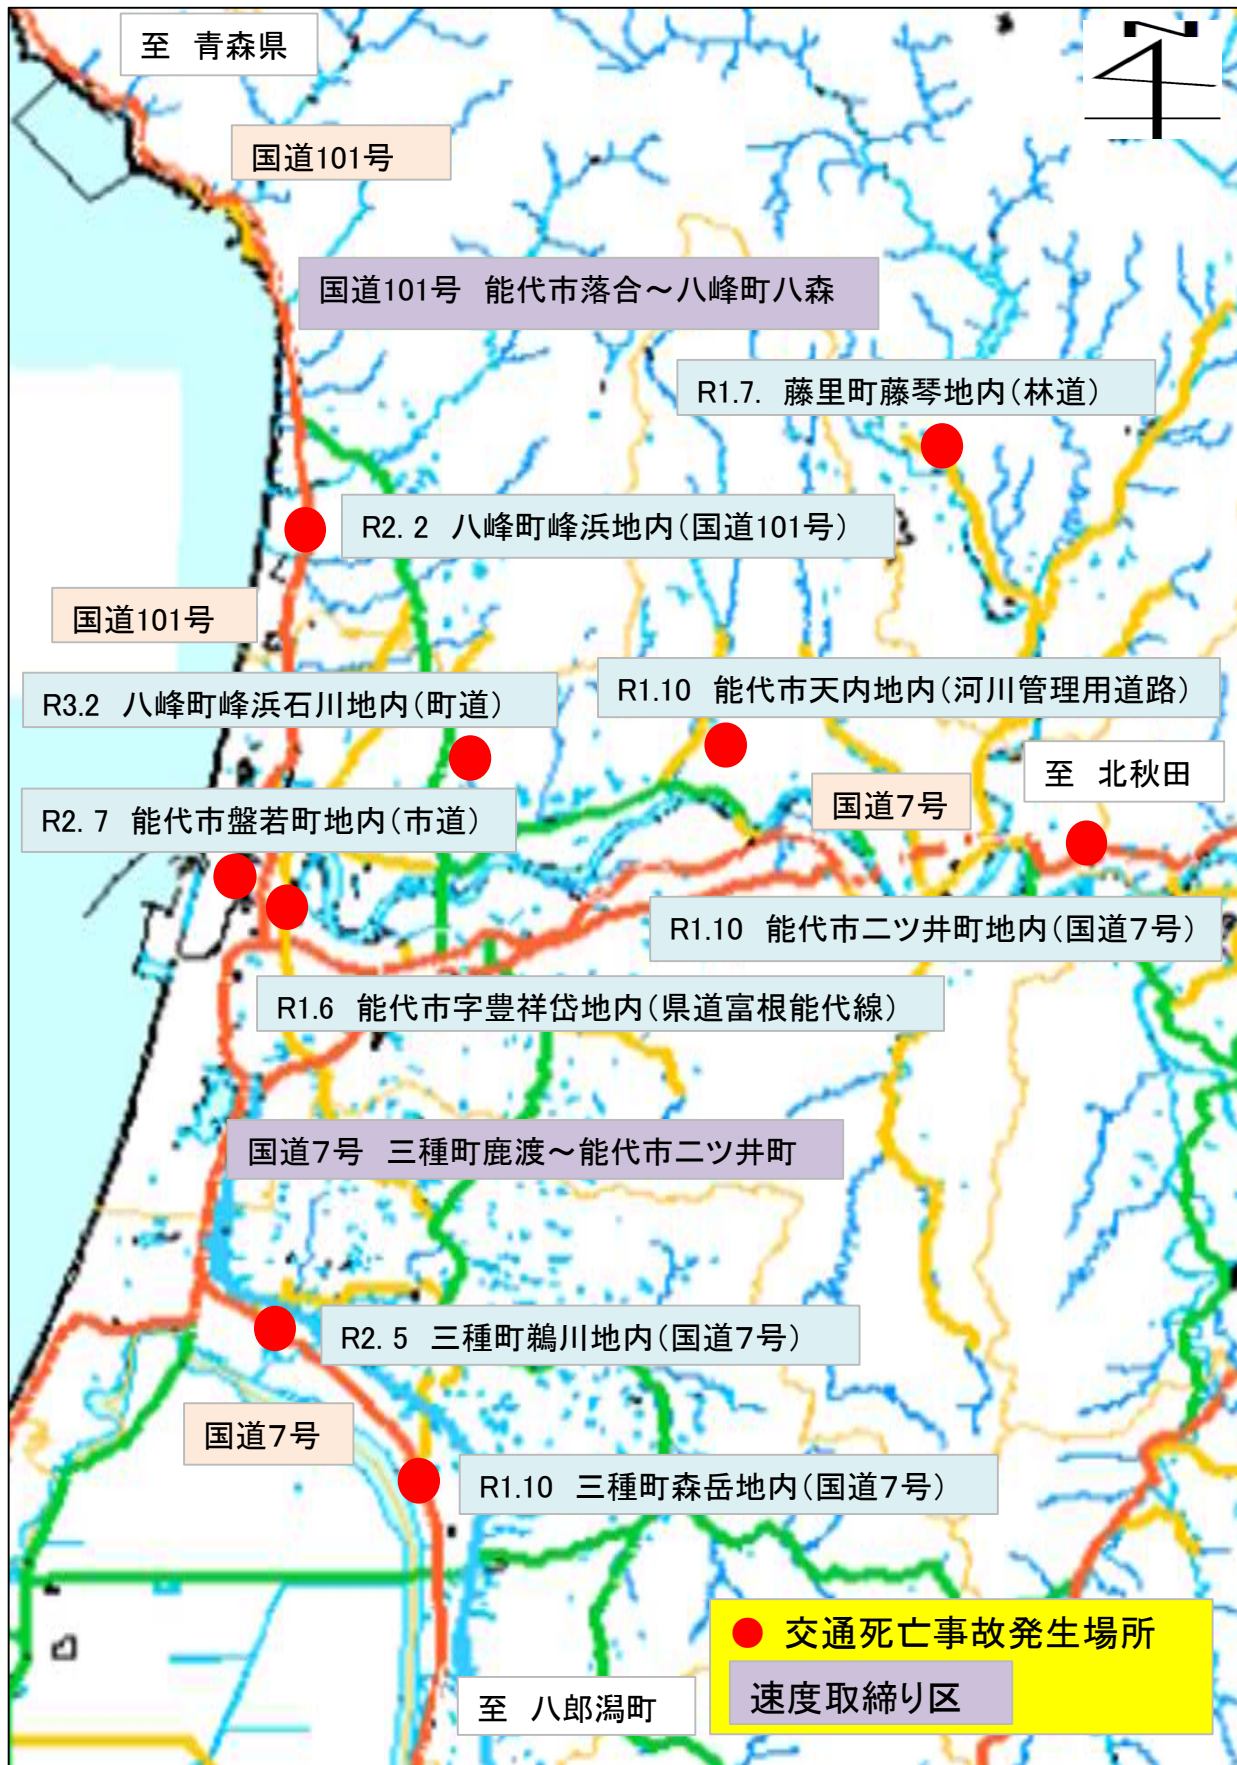 N
至　青森県
国道101号
国道101号　能代市落合～八峰町八森
R1.7.　藤里町藤琴地内(林道)
R2. 2　八峰町峰浜地内(国道101号)
国道101号
R3.2　八峰町峰浜石川地内(町道)
R1.10　能代市天内地内(河川管理用道路)
至　北秋田
国道7号
R2. 7　能代市盤若町地内(市道)
R1.10　能代市二ツ井町地内(国道7号)
R1.6　能代市字豊祥岱地内(県道富根能代線)
国道7号　三種町鹿渡～能代市二ツ井町
R2. 5　三種町鵜川地内(国道7号)
国道7号
R1.10　三種町森岳地内(国道7号)
交通死亡事故発生場所
速度取締り区
至　八郎潟町